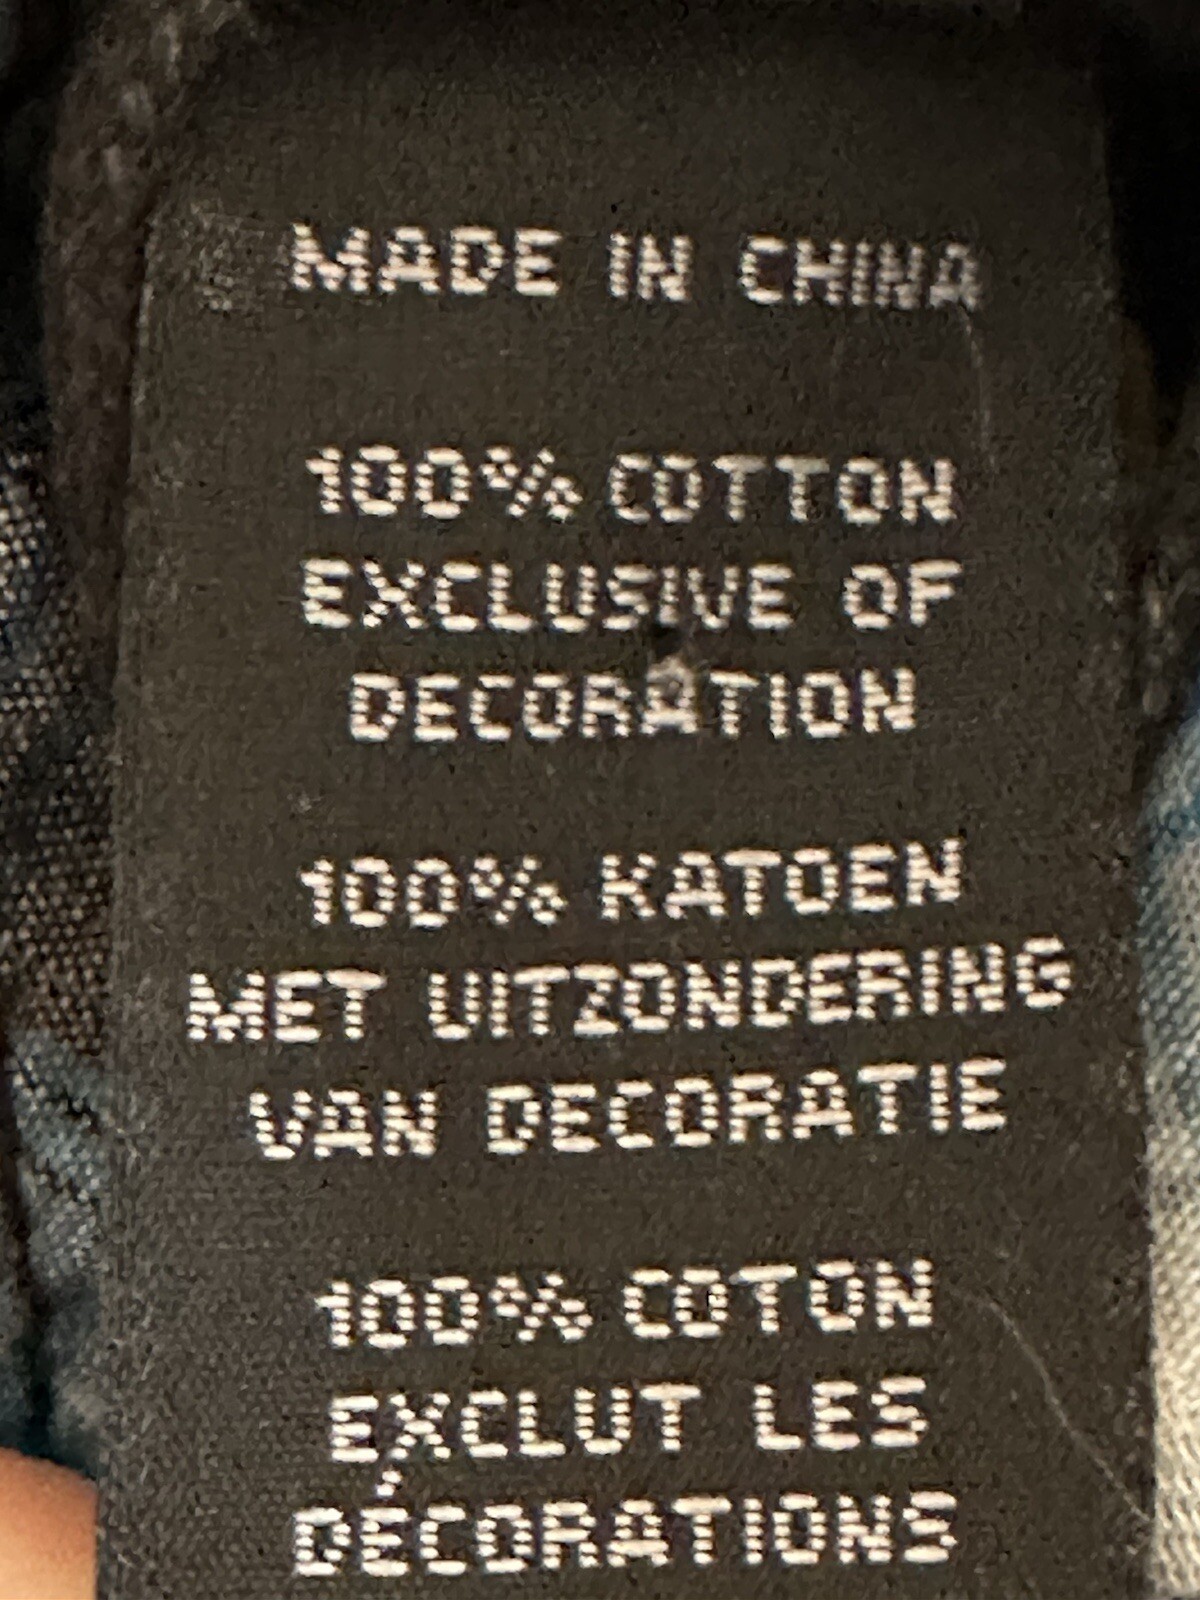 MADE IN CHINA
100% COTTON
EXCLUSIVE OF
DECORATION
100% KATOEN
MET UITZONDERING
VAN DECORATIE
100% COTON
EXCLUT LES
DÉCORATIONS